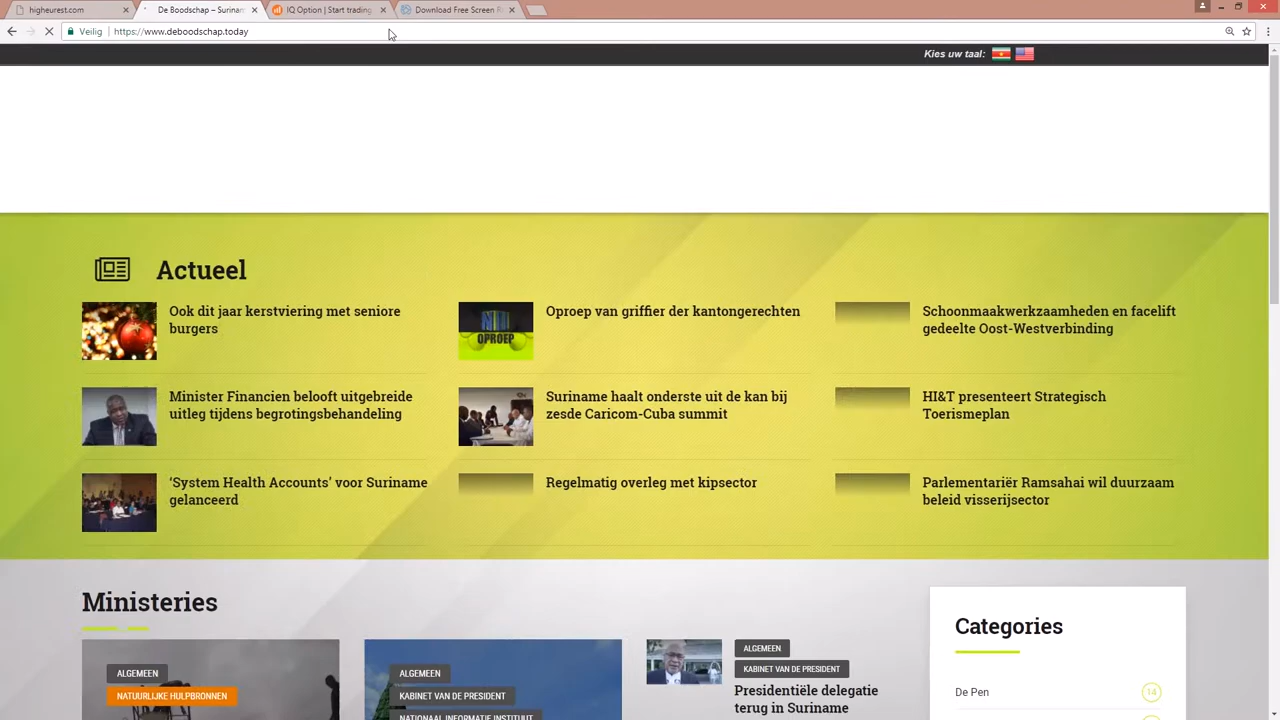 higheurest.com
De Boodschap – Surinam
IQ Option | Start trading
Download Free Screen R
Veilig
https://www.deboodschap.today
Kies uw taal:
Actueel
Ook dit jaar kerstviering met seniore
burgers
OPROEP
Oproep van griffier der kantongerechten
Schoonmaakwerkzaamheden en facelift
gedeelte Oost-Westverbinding
Minister Financien belooft uitgebreide
uitleg tijdens begrotingsbehandeling
Suriname haalt onderste uit de kan bij
zesde Caricom-Cuba summit
HI&T presenteert Strategisch
Toerismeplan
‘System Health Accounts’ voor Suriname
gelanceerd
Regelmatig overleg met kipsector
Parlementariër Ramsahai wil duurzaam
beleid visserijsector
Ministeries
ALGEMEEN
NATUURLIJKE HULPBRONNEN
ALGEMEEN
KABINET VAN DE PRESIDENT
NATIONAAL INFORMATIE INSTITUUT
ALGEMEEN
KABINET VAN DE PRESIDENT
Presidentiële delegatie
terug in Suriname
Categories
De Pen
14